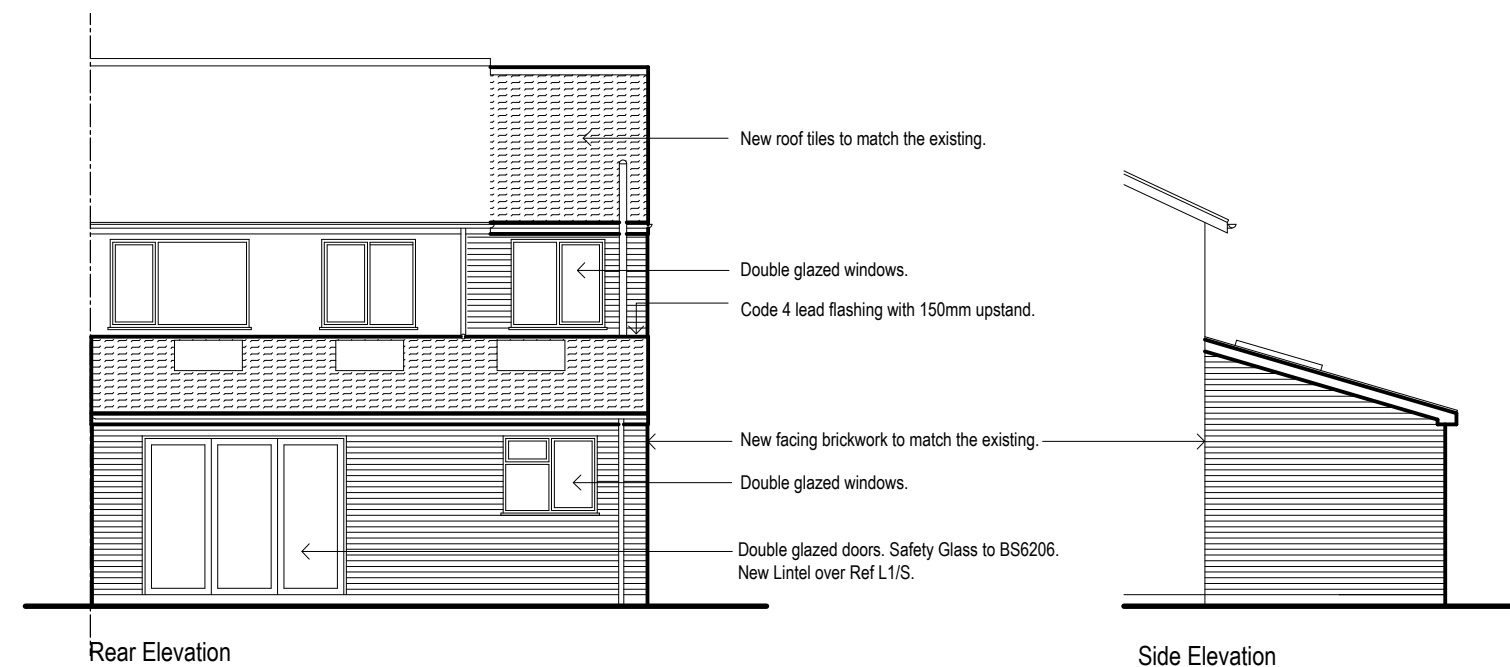 New roof tiles to match the existing.
Double glazed windows.
Code 4 lead flashing with 150mm upstand.
New facing brickwork to match the existing.
Double glazed windows.
Double glazed doors. Safety Glass to BS6206.
New Lintel over Ref L1/S.
Rear Elevation
Side Elevation